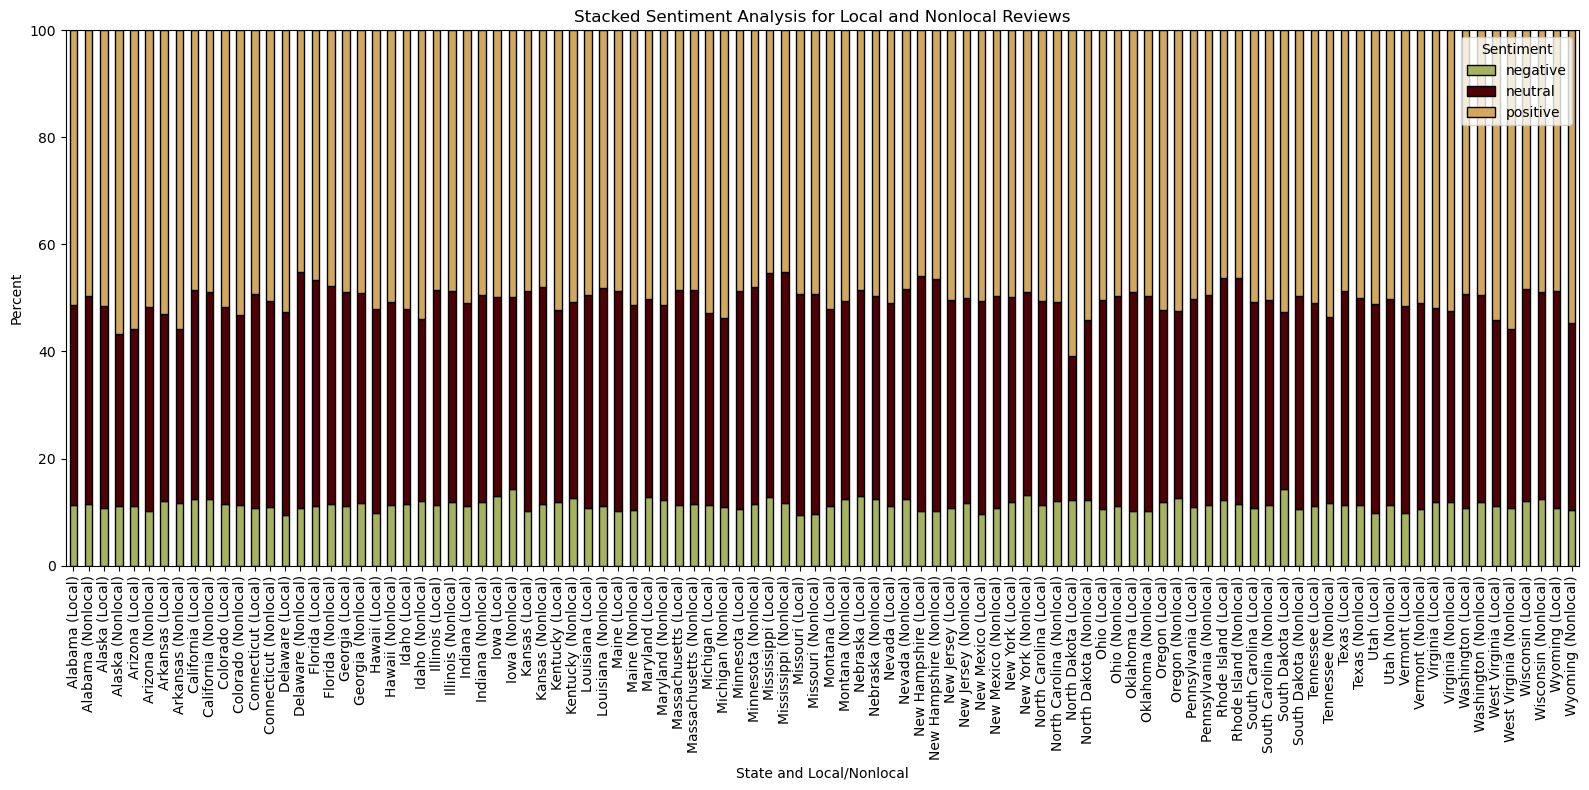 Stacked Sentiment Analysis for Local and Nonlocal Reviews
Sentiment
negative
neutral
positive
Percent
100
80
60
40
20
0
Alabama (Local)
Alabama (Nonlocal)
Alaska (Local)
Alaska (Nonlocal)
Arizona (Local)
Arizona (Nonlocal)
Arkansas (Local)
Arkansas (Nonlocal)
California (Local)
California (Nonlocal)
Colorado (Local)
Colorado (Nonlocal)
Connecticut (Local)
Connecticut (Nonlocal)
Delaware (Local)
Delaware (Nonlocal)
Florida (Local)
Florida (Nonlocal)
Georgia (Local)
Georgia (Nonlocal)
Hawaii (Local)
Hawaii (Nonlocal)
Idaho (Local)
Idaho (Nonlocal)
Illinois (Local)
Illinois (Nonlocal)
Indiana (Local)
Indiana (Nonlocal)
Iowa (Local)
Iowa (Nonlocal)
Kansas (Local)
Kansas (Nonlocal)
Kentucky (Local)
Kentucky (Nonlocal)
Louisiana (Local)
Louisiana (Nonlocal)
Maine (Local)
Maine (Nonlocal)
Maryland (Local)
Maryland (Nonlocal)
Massachusetts (Local)
Massachusetts (Nonlocal)
Michigan (Local)
Michigan (Nonlocal)
Minnesota (Local)
Minnesota (Nonlocal)
Mississippi (Local)
Mississippi (Nonlocal)
Missouri (Local)
Missouri (Nonlocal)
Montana (Local)
Montana (Nonlocal)
Nebraska (Local)
Nebraska (Nonlocal)
Nevada (Local)
Nevada (Nonlocal)
New Hampshire (Local)
New Hampshire (Nonlocal)
New Jersey (Local)
New Jersey (Nonlocal)
New Mexico (Local)
New Mexico (Nonlocal)
New York (Local)
New York (Nonlocal)
North Carolina (Local)
North Carolina (Nonlocal)
North Dakota (Local)
North Dakota (Nonlocal)
Ohio (Local)
Ohio (Nonlocal)
Oklahoma (Local)
Oklahoma (Nonlocal)
Oregon (Local)
Oregon (Nonlocal)
Pennsylvania (Local)
Pennsylvania (Nonlocal)
Rhode Island (Local)
Rhode Island (Nonlocal)
South Carolina (Local)
South Carolina (Nonlocal)
South Dakota (Local)
South Dakota (Nonlocal)
Tennessee (Local)
Tennessee (Nonlocal)
Texas (Local)
Texas (Nonlocal)
Utah (Local)
Utah (Nonlocal)
Vermont (Local)
Vermont (Nonlocal)
Virginia (Local)
Virginia (Nonlocal)
Washington (Local)
Washington (Nonlocal)
West Virginia (Local)
West Virginia (Nonlocal)
Wisconsin (Local)
Wisconsin (Nonlocal)
Wyoming (Local)
Wyoming (Nonlocal)
State and Local/Nonlocal